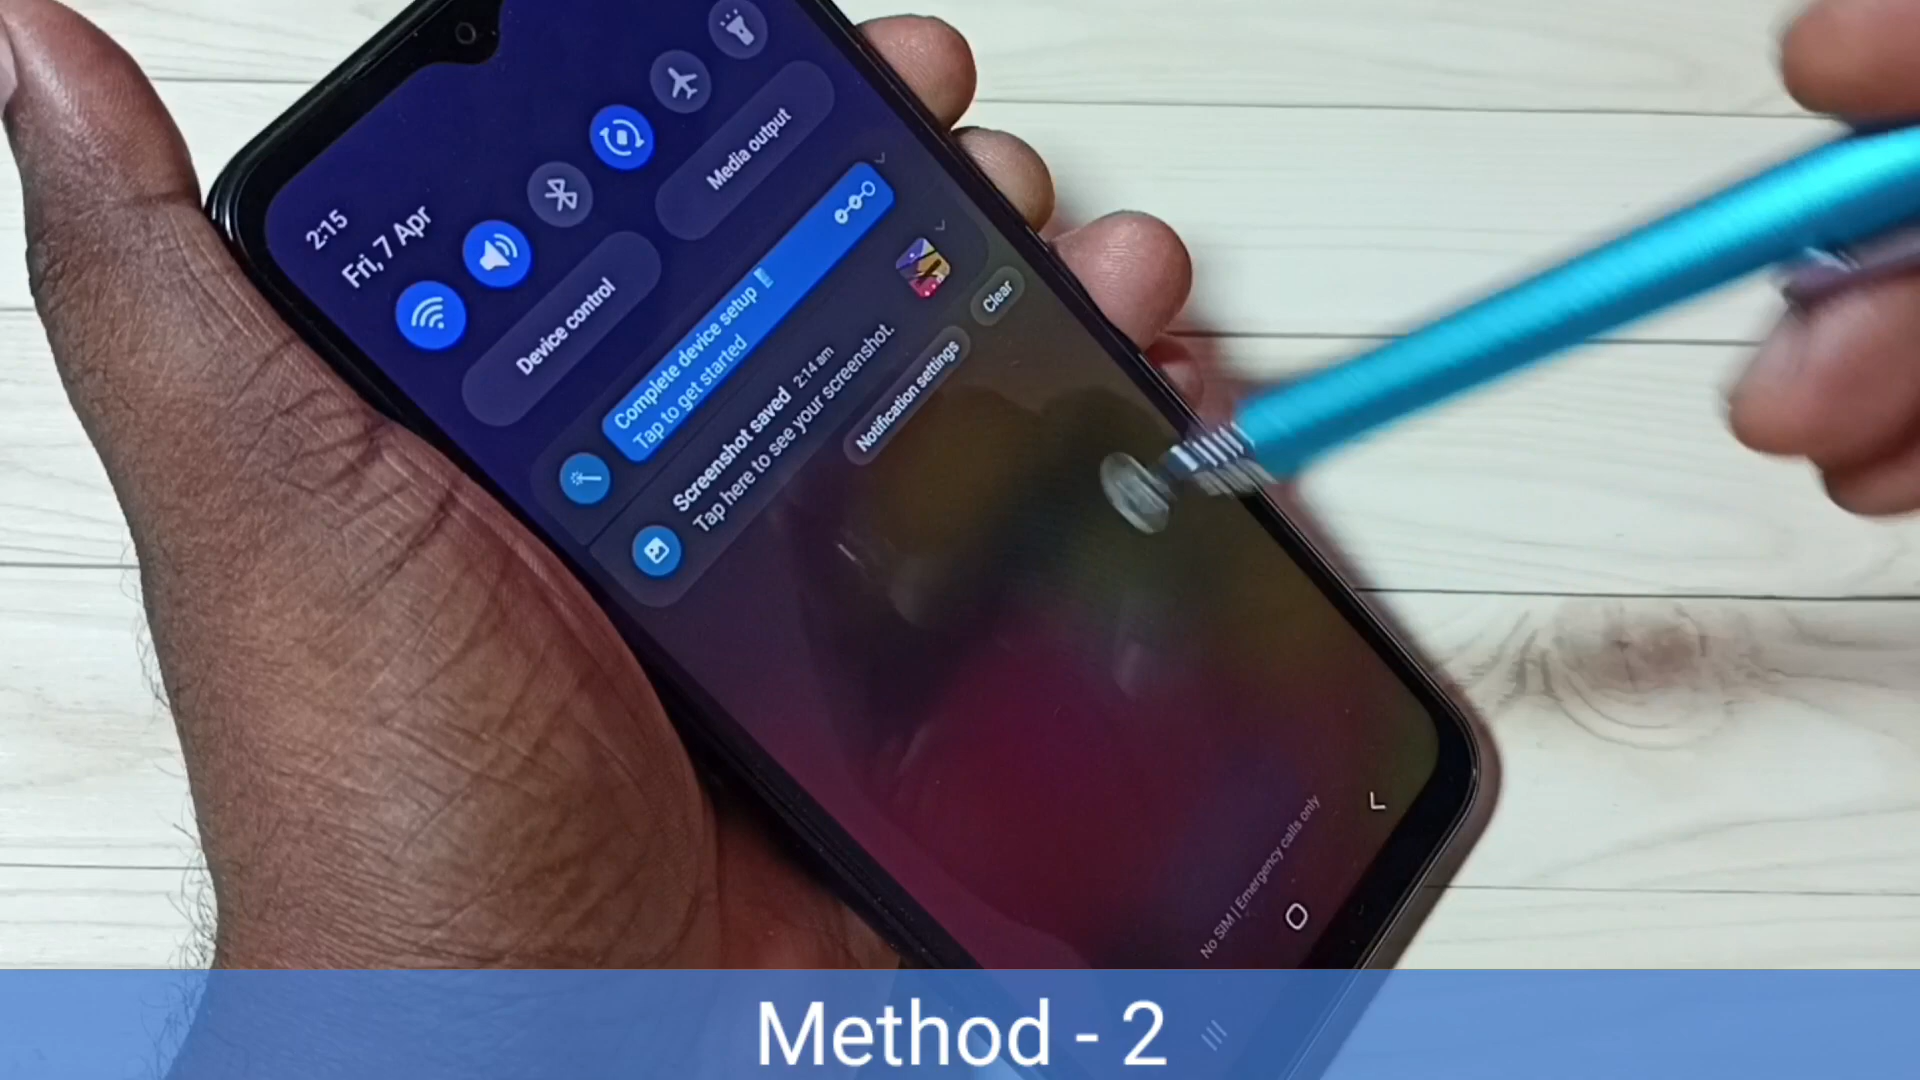 2:15
Fri, 7 Apr
Device control
Media output
Complete device setup
Tap to get started
Screenshot saved 2:14 am
Tap here to see your screenshot.
Notification settings
Clear
No SIM | Emergency calls only
Method - 2